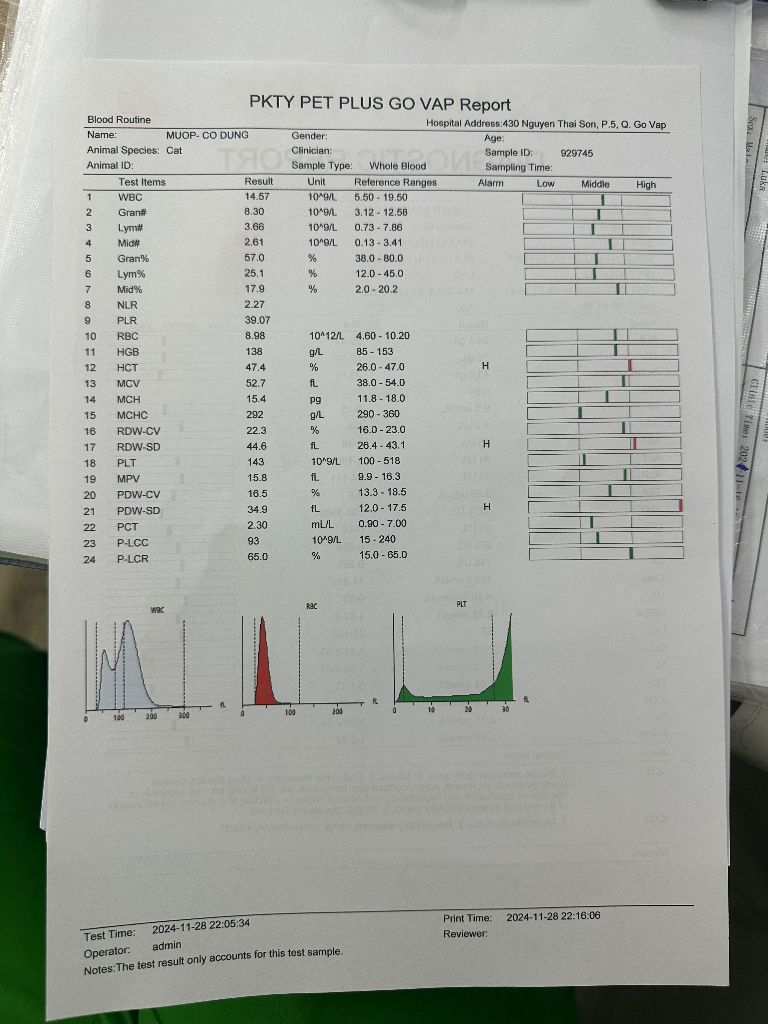 PKTY PET PLUS GO VAP Report
Blood Routine Hospital Address:430 Nguyen Thai Son, P.5, Q. Go Vap
Name: MUOP- CO DUNG Gender: Age:
Animal Species: Cat Clinician: Sample ID: 929745
Animal ID: Sample Type: Whole Blood Sampling Time:
Test Items Result Unit Reference Ranges Alarm Low Middle High
1 WBC 14.57 10^9/L 5.50 - 19.50
2 Gran# 8.30 10^9/L 3.12 - 12.58
3 Lym# 3.66 10^9/L 0.73 - 7.86
4 Mid# 2.61 10^9/L 0.13 - 3.41
5 Gran% 57.0 % 38.0 - 80.0
6 Lym% 25.1 % 12.0 - 45.0
7 Mid% 17.9 % 2.0 - 20.2
8 NLR 2.27
9 PLR 39.07
10 RBC 8.98 10^12/L 4.60 - 10.20
11 HGB 138 g/L 85 - 153
12 HCT 47.4 % 26.0 - 47.0 H
13 MCV 52.7 fL 38.0 - 54.0
14 MCH 15.4 pg 11.8 - 18.0
15 MCHC 292 g/L 290 - 360
16 RDW-CV 22.3 % 16.0 - 23.0
17 RDW-SD 44.6 fL 26.4 - 43.1 H
18 PLT 143 10^9/L 100 - 518
19 MPV 15.8 fL 9.9 - 16.3
20 PDW-CV 16.5 % 13.3 - 18.5
21 PDW-SD 34.9 fL 12.0 - 17.5 H
22 PCT 2.30 mL/L 0.90 - 7.00
23 P-LCC 93 10^9/L 15 - 240
24 P-LCR 65.0 % 15.0 - 65.0
WBC RBC PLT
0 100 200 300 fL 0 100 200 fL 0 10 20 30 fL
Test Time: 2024-11-28 22:05:34 Print Time: 2024-11-28 22:16:06
Operator: admin Reviewer:
Notes:The test result only accounts for this test sample.